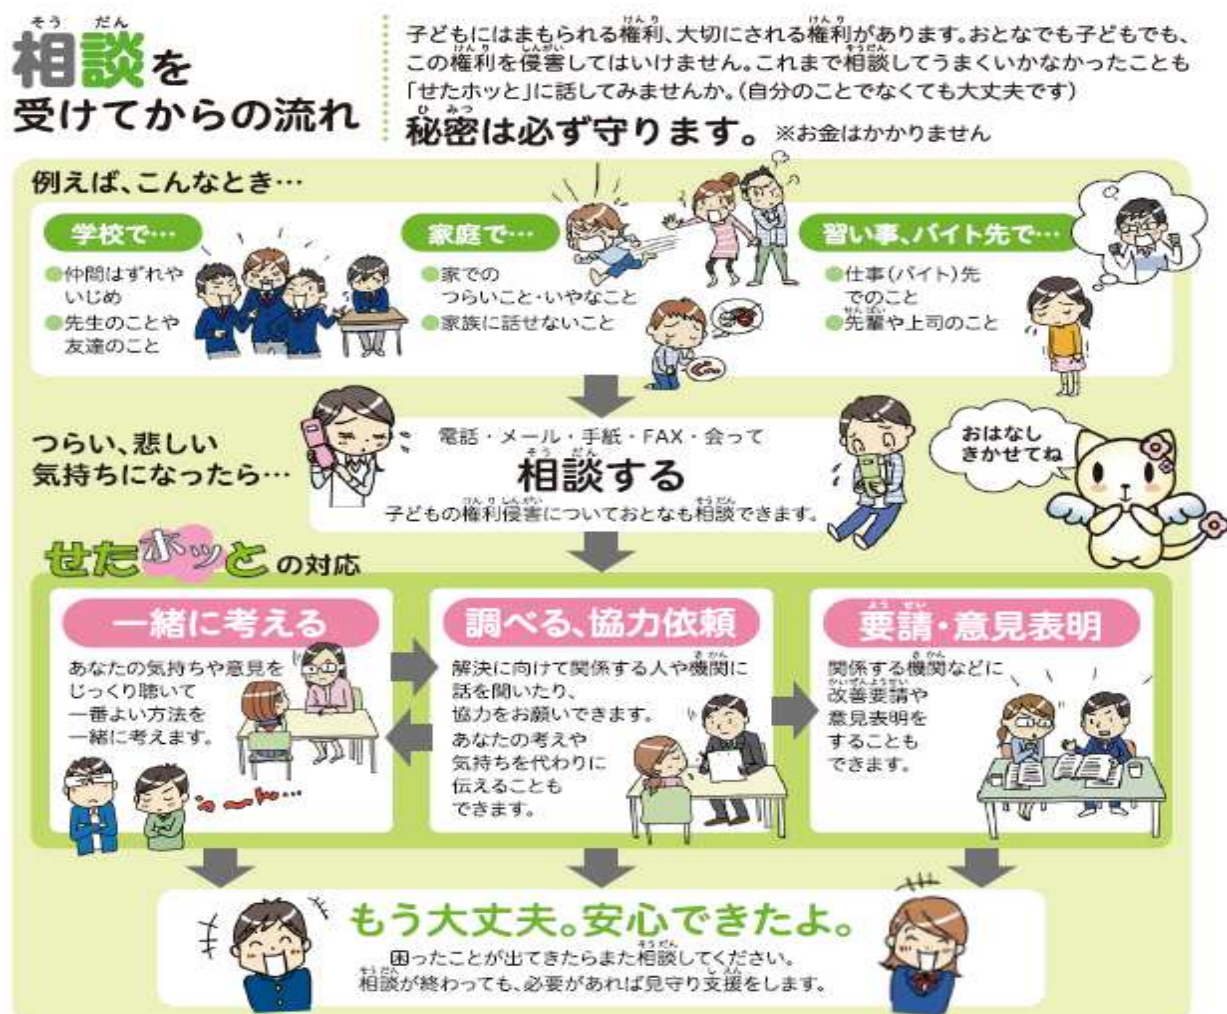 相談を
受けてからの流れ
子どもにはまもられる権利、大切にされる権利があります。おとなでも子どもでも、
この権利を侵害してはいけません。これまで相談してうまくいかなかったことも
「せたホッと」に話してみませんか。(自分のことでなくても大丈夫です)
秘密は必ず守ります。※お金はかかりません
例えば、こんなとき…
学校で…
●仲間はずれや
いじめ
●先生のことや
友達のこと
家庭で…
●家での
つらいこと・いやなこと
●家族に話せないこと
習い事、バイト先で…
●仕事(バイト)先
でのこと
●先輩や上司のこと
つらい、悲しい
気持ちになったら…
電話・メール・手紙・FAX・会って
相談する
子どもの権利侵害についておとなも相談できます。
おはなし
きかせてね
せたホッとの対応
一緒に考える
あなたの気持ちや意見を
じっくり聴いて
一番よい方法を
一緒に考えます。
うーん…
調べる、協力依頼
解決に向けて関係する人や機関に
話を聞いたり、
協力をお願いできます。
あなたの考えや
気持ちを代わりに
伝えることも
できます。
要請・意見表明
関係する機関などに
改善要請や
意見表明を
することも
できます。
もう大丈夫。安心できたよ。
困ったことが出てきたらまた相談してください。
相談が終わっても、必要があれば見守り支援をします。